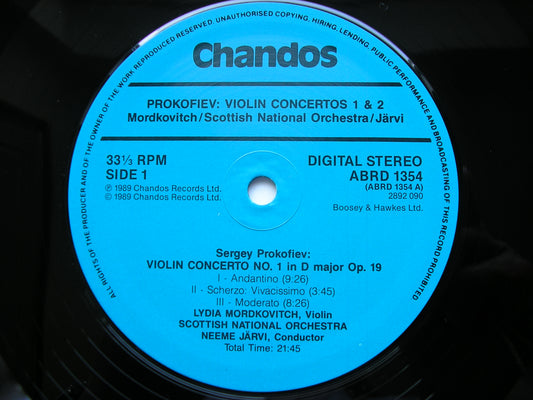 ALL RIGHTS OF THE PRODUCER AND OF THE OWNER OF THE WORK REPRODUCED RESERVED. UNAUTHORISED COPYING, HIRING, LENDING, PUBLIC PERFORMANCE AND BROADCASTING OF THIS RECORD PROHIBITED.
Chandos
PROKOFIEV: VIOLIN CONCERTOS 1 & 2
Mordkovitch/Scottish National Orchestra/Järvi
33⅓ RPM
SIDE 1
℗ 1989 Chandos Records Ltd.
© 1989 Chandos Records Ltd.
DIGITAL STEREO
ABRD 1354
(ABRD 1354 A)
2892 090
Boosey & Hawkes Ltd.
Sergey Prokofiev:
VIOLIN CONCERTO NO. 1 in D major Op. 19
I - Andantino (9:26)
II - Scherzo: Vivacissimo (3:45)
III - Moderato (8:26)
LYDIA MORDKOVITCH, Violin
SCOTTISH NATIONAL ORCHESTRA
NEEME JÄRVI, Conductor
Total Time: 21:45